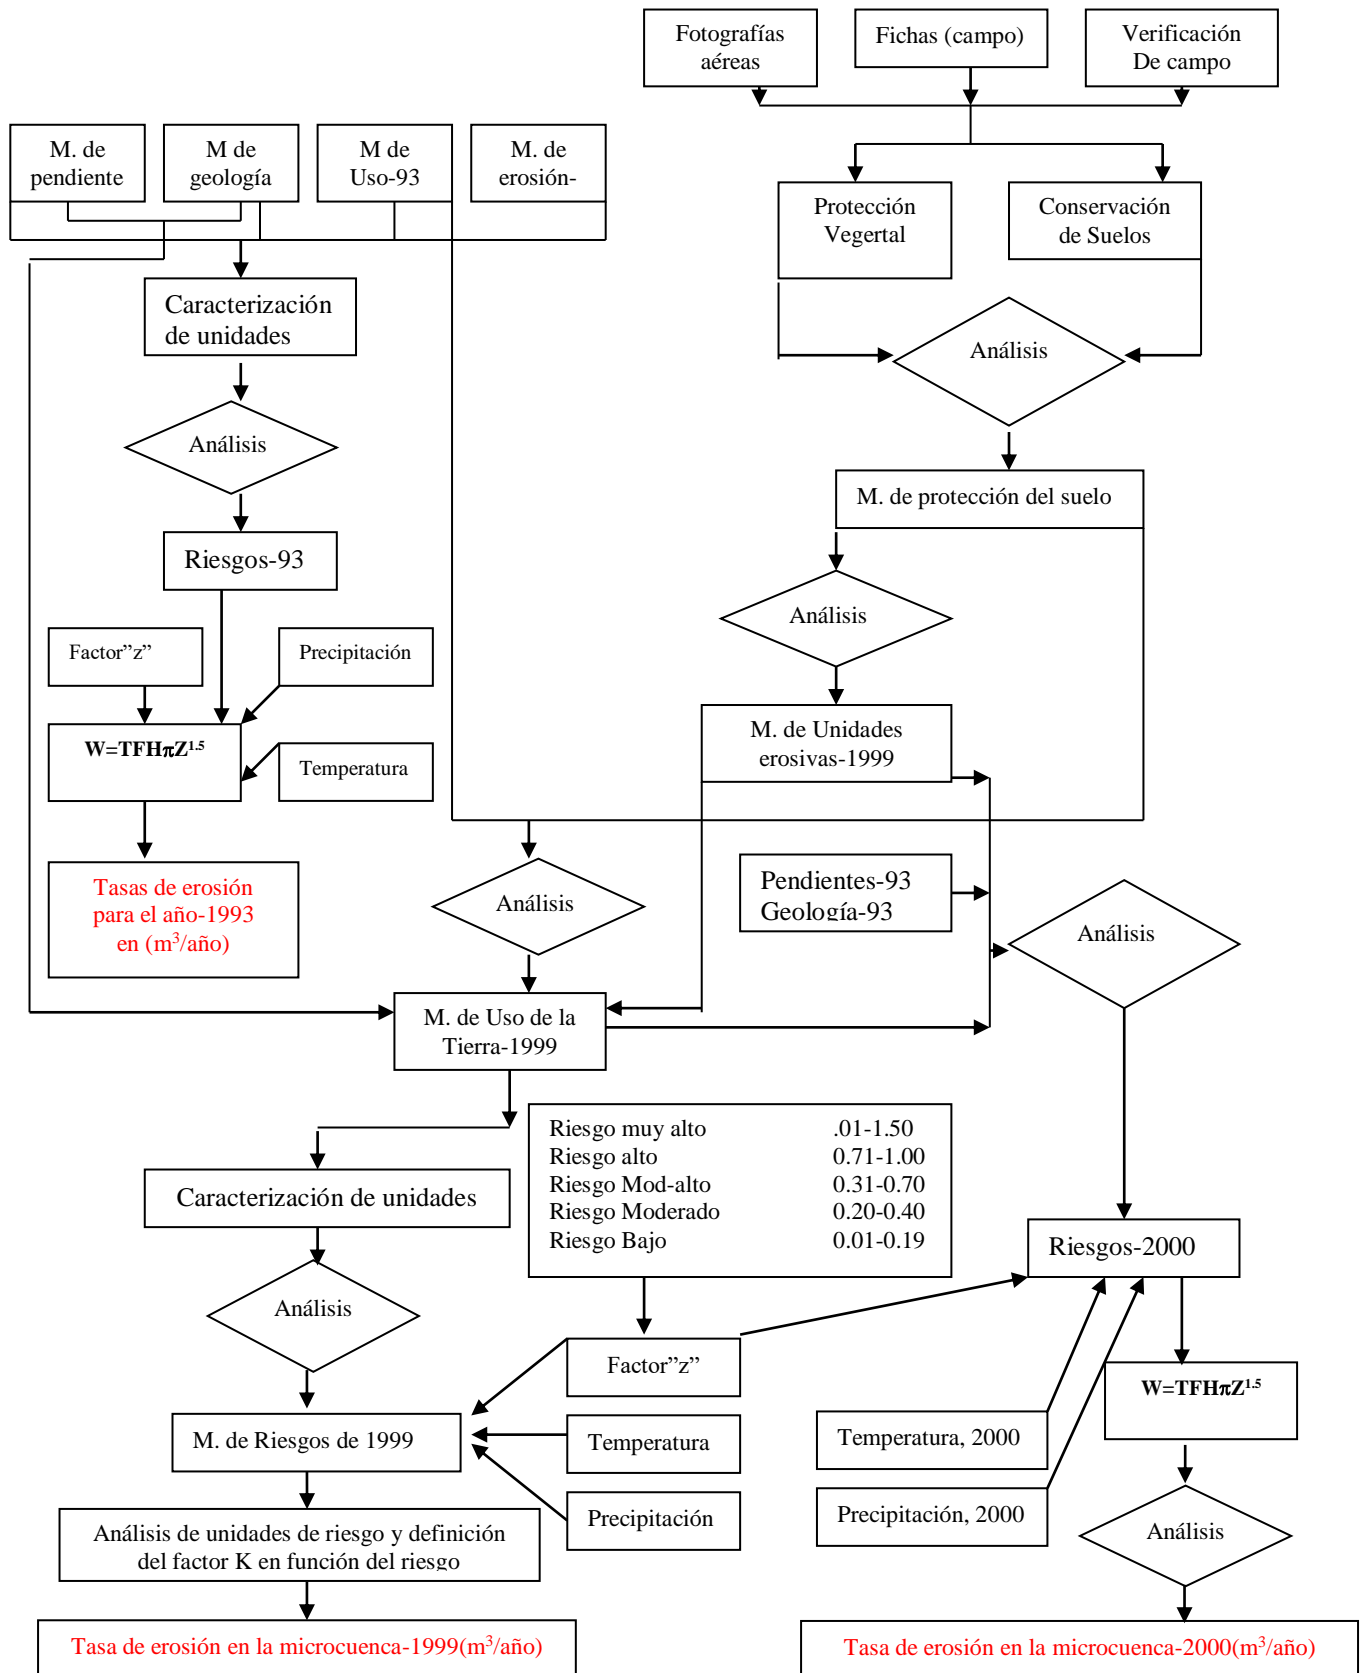 Fotografías
aéreas
Fichas (campo)
Verificación
De campo
M. de
pendiente
M de
geología
M de
Uso-93
M. de
erosión-
Protección
Vegertal
Conservación
de Suelos
Caracterización
de unidades
Análisis
Análisis
M. de protección del suelo
Riesgos-93
Análisis
Factor”z”
Precipitación
W=TFHπZ^1.5
Temperatura
M. de Unidades
erosivas-1999
Tasas de erosión
para el año-1993
en (m³/año)
Análisis
Pendientes-93
Geología-93
Análisis
M. de Uso de la
Tierra-1999
Riesgo muy alto .01-1.50
Riesgo alto 0.71-1.00
Riesgo Mod-alto 0.31-0.70
Riesgo Moderado 0.20-0.40
Riesgo Bajo 0.01-0.19
Caracterización de unidades
Riesgos-2000
Análisis
Factor”z”
W=TFHπZ^1.5
M. de Riesgos de 1999
Temperatura
Temperatura, 2000
Precipitación
Precipitación, 2000
Análisis de unidades de riesgo y definición
del factor K en función del riesgo
Análisis
Tasa de erosión en la microcuenca-1999(m³/año)
Tasa de erosión en la microcuenca-2000(m³/año)